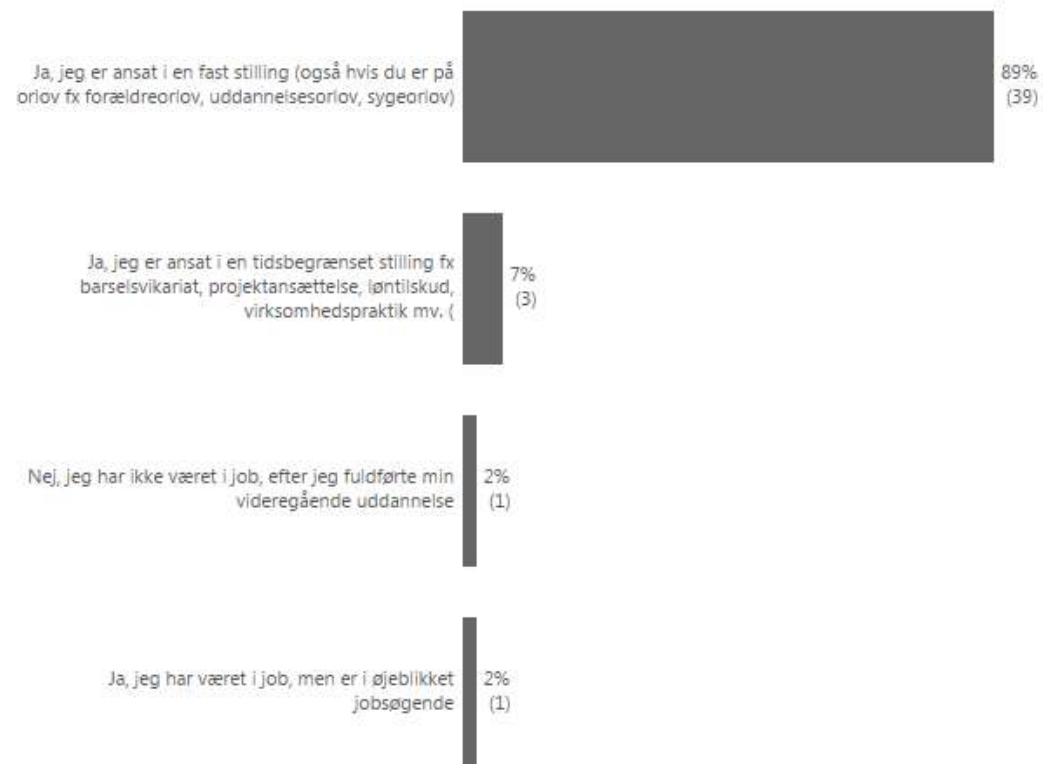 Ja, jeg er ansat i en fast stilling (også hvis du er på
orlov fx forældreorlov, uddannelsesorlov, sygeorlov)
89%
(39)
Ja, jeg er ansat i en tidsbegrænset stilling fx
barselsvikariat, projektansættelse, løntilskud,
virksomhedspraktik mv. (
7%
(3)
Nej, jeg har ikke været i job, efter jeg fuldførte min
videregående uddannelse
2%
(1)
Ja, jeg har været i job, men er i øjeblikket
jobsøgende
2%
(1)